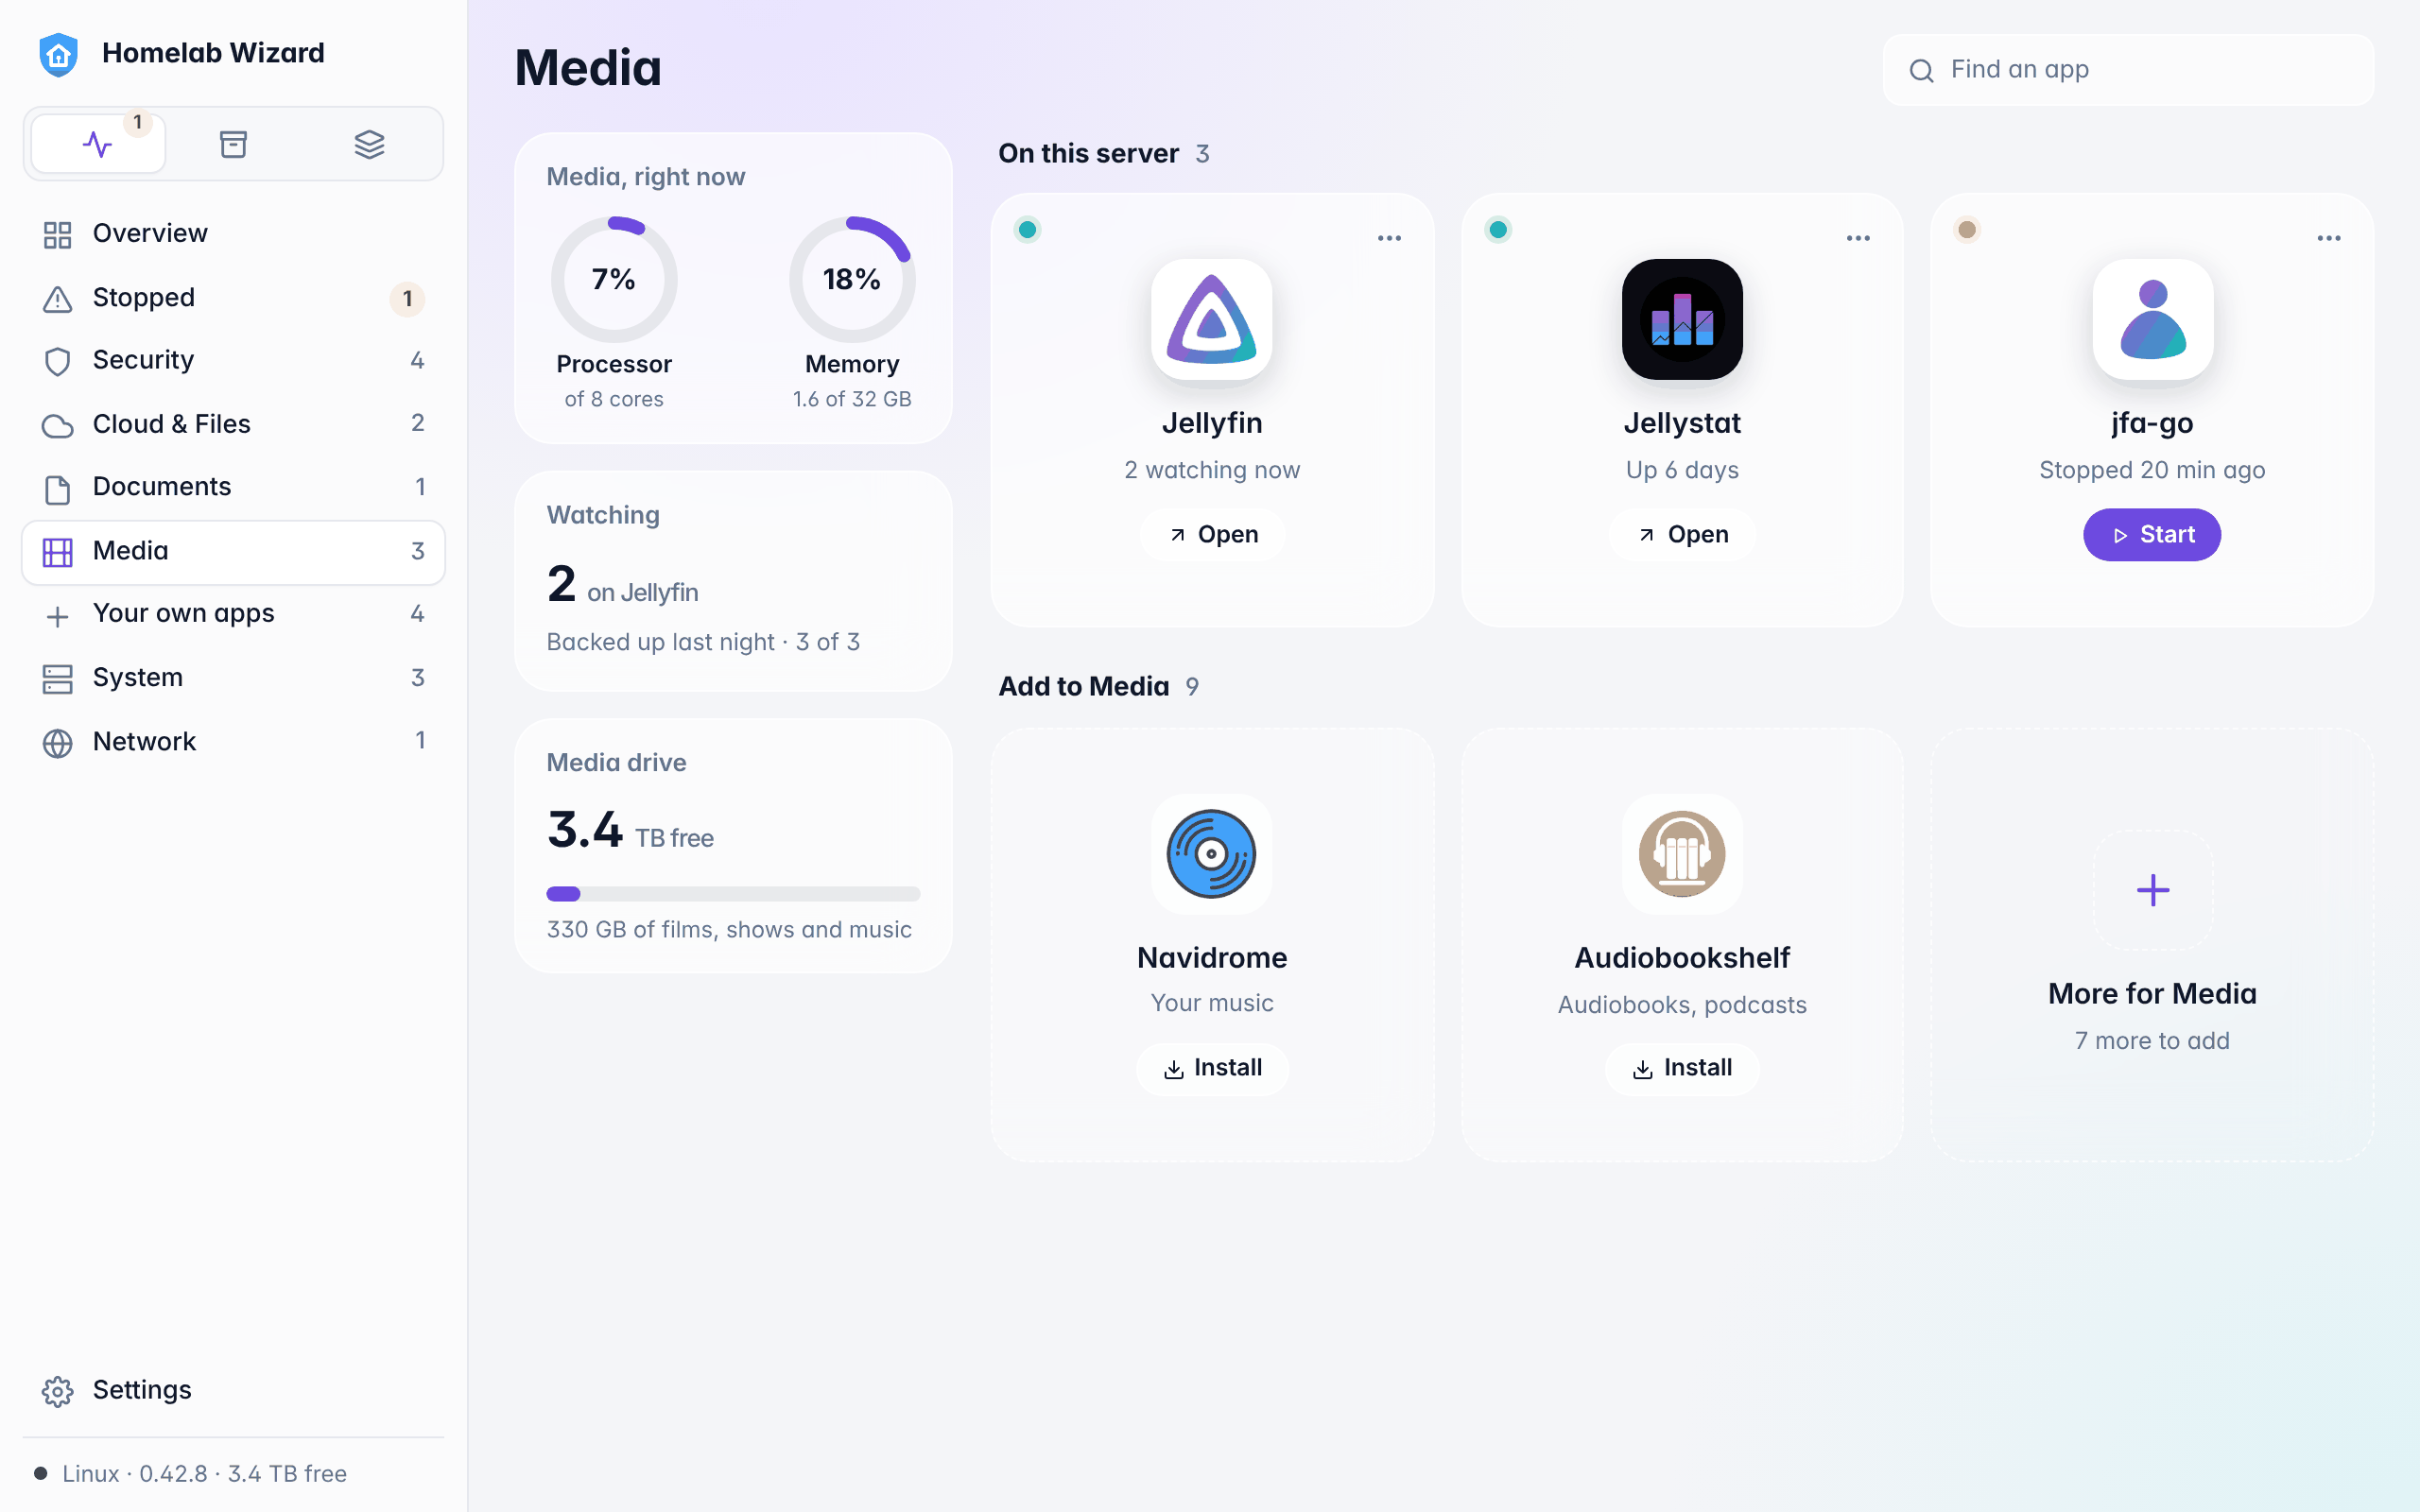 Homelab Wizard
1
Overview
Stopped 1
Security 4
Cloud & Files 2
Documents 1
Media 3
Your own apps 4
System 3
Network 1
Settings
Linux · 0.42.8 · 3.4 TB free
Media
Find an app
Media, right now
7% 18%
Processor Memory
of 8 cores 1.6 of 32 GB
Watching
2 on Jellyfin
Backed up last night · 3 of 3
Media drive
3.4 TB free
330 GB of films, shows and music
On this server 3
Jellyfin
2 watching now
Open
Jellystat
Up 6 days
Open
jfa-go
Stopped 20 min ago
Start
Add to Media 9
Navidrome
Your music
Install
Audiobookshelf
Audiobooks, podcasts
Install
More for Media
7 more to add